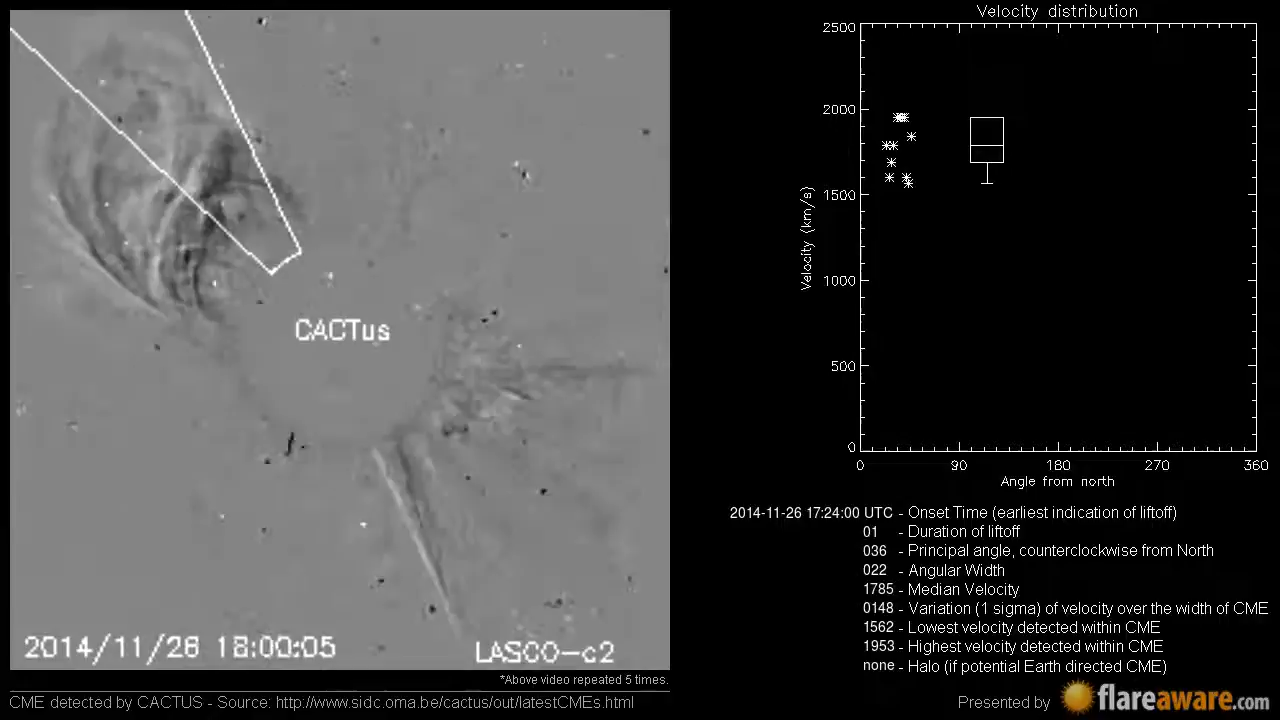 Velocity distribution
2500
2000
1500
1000
500
0
Velocity (km/s)
0 90 180 270 360
Angle from north
CACTus
2014/11/26 18:00:05
LASCO-c2
*Above video repeated 5 times.
CME detected by CACTUS - Source: http://www.sidc.oma.be/cactus/out/latestCMEs.html
2014-11-26 17:24:00 UTC - Onset Time (earliest indication of liftoff)
01 - Duration of liftoff
036 - Principal angle, counterclockwise from North
022 - Angular Width
1785 - Median Velocity
0148 - Variation (1 sigma) of velocity over the width of CME
1562 - Lowest velocity detected within CME
1953 - Highest velocity detected within CME
none - Halo (if potential Earth directed CME)
Presented by flareaware.com